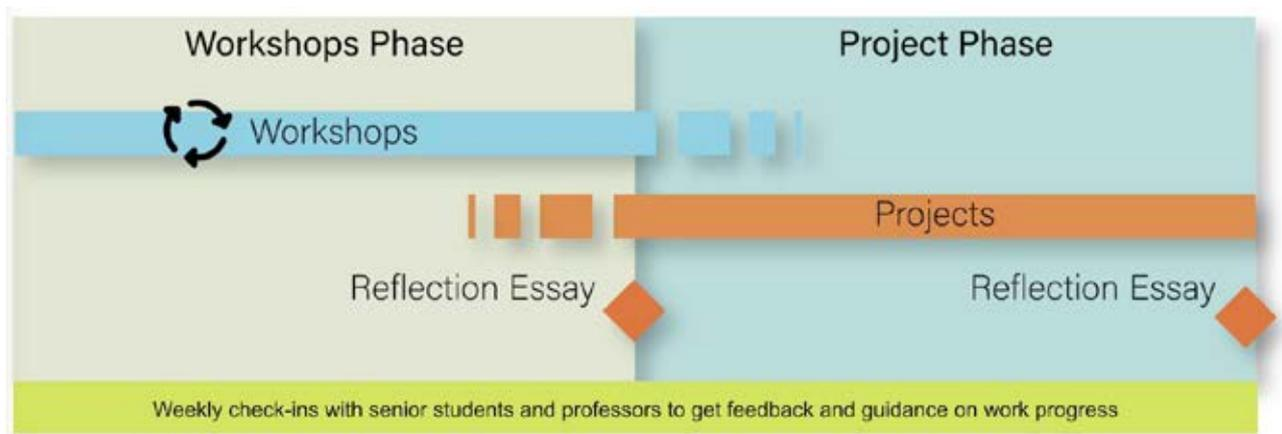 Workshops Phase
Project Phase
Workshops
Projects
Reflection Essay
Reflection Essay
Weekly check-ins with senior students and professors to get feedback and guidance on work progress